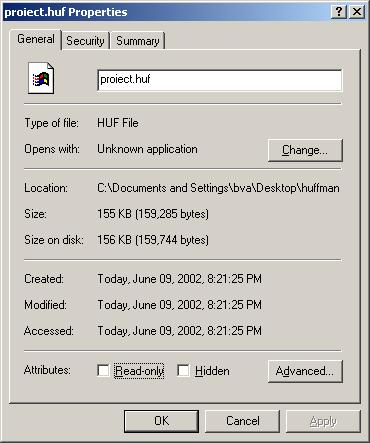 proiect.huf Properties
General Security Summary
proiect.huf
Type of file: HUF File
Opens with: Unknown application Change...
Location: C:\Documents and Settings\bva\Desktop\huffman
Size: 155 KB (159,285 bytes)
Size on disk: 156 KB (159,744 bytes)
Created: Today, June 09, 2002, 8:21:25 PM
Modified: Today, June 09, 2002, 8:21:25 PM
Accessed: Today, June 09, 2002, 8:21:25 PM
Attributes: Read-only Hidden Advanced...
OK Cancel Apply